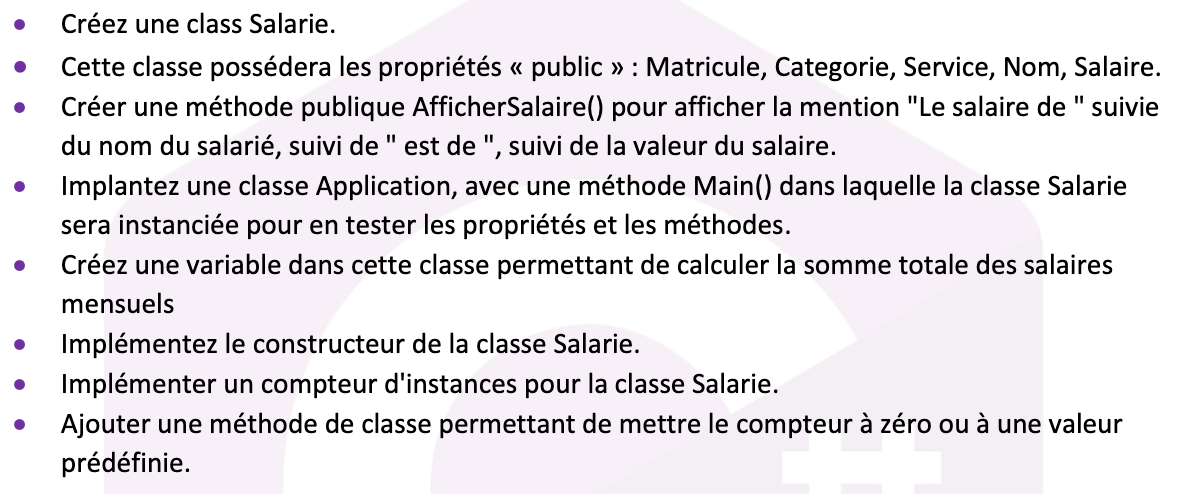 • Créez une class Salarie.
• Cette classe possédera les propriétés « public » : Matricule, Categorie, Service, Nom, Salaire.
• Créer une méthode publique AfficherSalaire() pour afficher la mention "Le salaire de " suivie
du nom du salarié, suivi de " est de ", suivi de la valeur du salaire.
• Implantez une classe Application, avec une méthode Main() dans laquelle la classe Salarie
sera instanciée pour en tester les propriétés et les méthodes.
• Créez une variable dans cette classe permettant de calculer la somme totale des salaires
mensuels
• Implémentez le constructeur de la classe Salarie.
• Implémenter un compteur d'instances pour la classe Salarie.
• Ajouter une méthode de classe permettant de mettre le compteur à zéro ou à une valeur
prédéfinie.